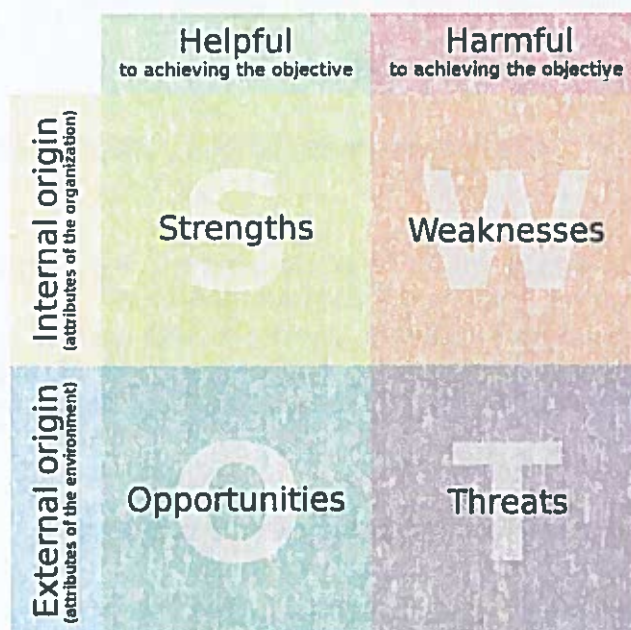 Helpful
to achieving the objective
Harmful
to achieving the objective
Internal origin
(attributes of the organization)
S
Strengths
W
Weaknesses
External origin
(attributes of the environment)
O
Opportunities
T
Threats